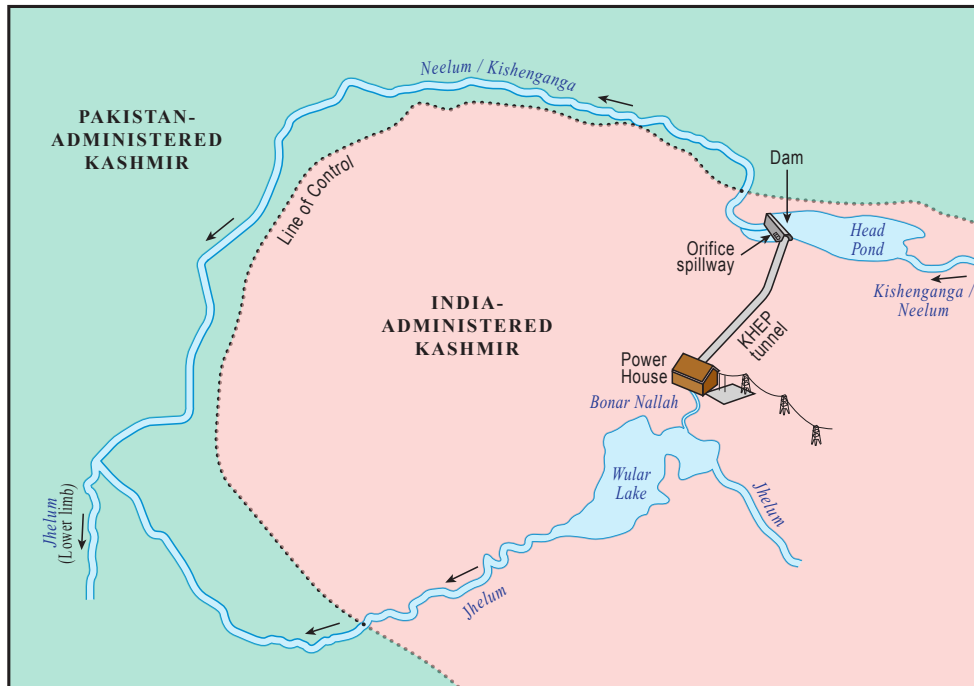 Neelum / Kishenganga
PAKISTAN-
ADMINISTERED
KASHMIR
Line of Control
Dam
Head
Pond
Orifice
spillway
Kishenganga /
Neelum
INDIA-
ADMINISTERED
KASHMIR
KHEP
tunnel
Power
House
Bonar Nallah
Wular
Lake
Jhelum
Jhelum
(Lower limb)
Jhelum